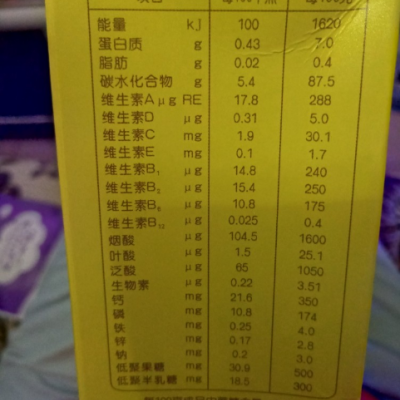 能量 kJ 100 1620
蛋白质 g 0.43 7.0
脂肪 g 0.02 0.4
碳水化合物 g 5.4 87.5
维生素A μg RE 17.8 288
维生素D μg 0.31 5.0
维生素C mg 1.9 30.1
维生素E mg 0.1 1.7
维生素B₁ μg 14.8 240
维生素B₂ μg 15.4 250
维生素B₆ μg 10.8 175
维生素B₁₂ μg 0.025 0.4
烟酸 μg 104.5 1600
叶酸 μg 1.5 25.1
泛酸 μg 65 1050
生物素 μg 0.22 3.51
钙 mg 21.6 350
磷 mg 10.8 174
铁 mg 0.25 4.0
锌 mg 0.17 2.8
钠 mg 0.2 3.0
低聚果糖 mg 30.9 500
低聚半乳糖 mg 18.5 300